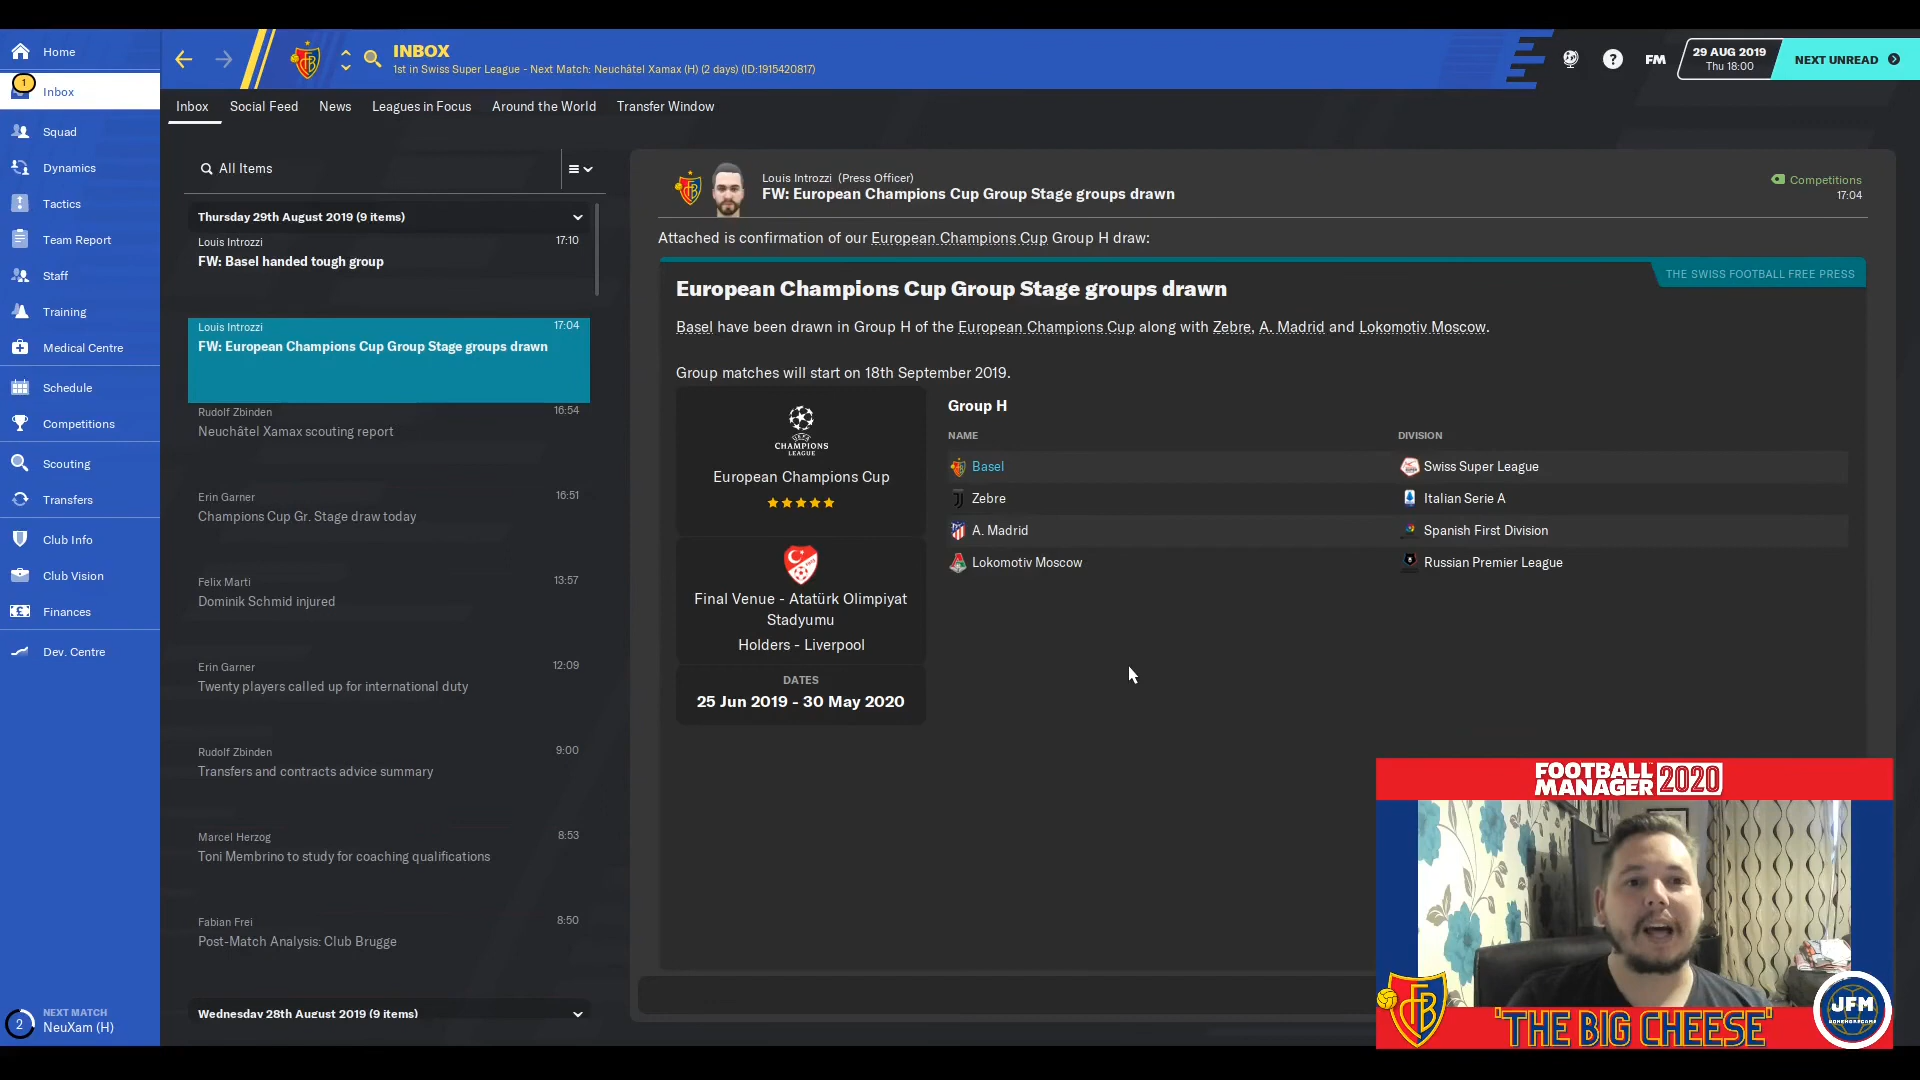 Home
1
Inbox
Squad
Dynamics
Tactics
Team Report
Staff
Training
Medical Centre
Schedule
Competitions
Scouting
Transfers
Club Info
Club Vision
Finances
Dev. Centre
2
NEXT MATCH
NeuXam (H)
INBOX
1st in Swiss Super League - Next Match: Neuchâtel Xamax (H) (2 days) (ID:1915420817)
?
FM
29 AUG 2019
Thu 18:00
NEXT UNREAD
Inbox
Social Feed
News
Leagues in Focus
Around the World
Transfer Window
All Items
Thursday 29th August 2019 (9 items)
Louis Introzzi 17:10
FW: Basel handed tough group
Louis Introzzi 17:04
FW: European Champions Cup Group Stage groups drawn
Rudolf Zbinden 16:54
Neuchâtel Xamax scouting report
Erin Garner 16:51
Champions Cup Gr. Stage draw today
Felix Marti 13:57
Dominik Schmid injured
Erin Garner 12:09
Twenty players called up for international duty
Rudolf Zbinden 9:00
Transfers and contracts advice summary
Marcel Herzog 8:53
Toni Membrino to study for coaching qualifications
Fabian Frei 8:50
Post-Match Analysis: Club Brugge
Wednesday 28th August 2019 (9 items)
Louis Introzzi (Press Officer)
FW: European Champions Cup Group Stage groups drawn
Competitions
17:04
Attached is confirmation of our European Champions Cup Group H draw:
THE SWISS FOOTBALL FREE PRESS
European Champions Cup Group Stage groups drawn
Basel have been drawn in Group H of the European Champions Cup along with Zebre, A. Madrid and Lokomotiv Moscow.
Group matches will start on 18th September 2019.
UEFA
CHAMPIONS
LEAGUE
European Champions Cup
Final Venue - Atatürk Olimpiyat
Stadyumu
Holders - Liverpool
DATES
25 Jun 2019 - 30 May 2020
Group H
NAME DIVISION
Basel Swiss Super League
Zebre Italian Serie A
A. Madrid Spanish First Division
Lokomotiv Moscow Russian Premier League
FOOTBALL
MANAGER 2020
FCB
'THE BIG CHEESE'
JFM